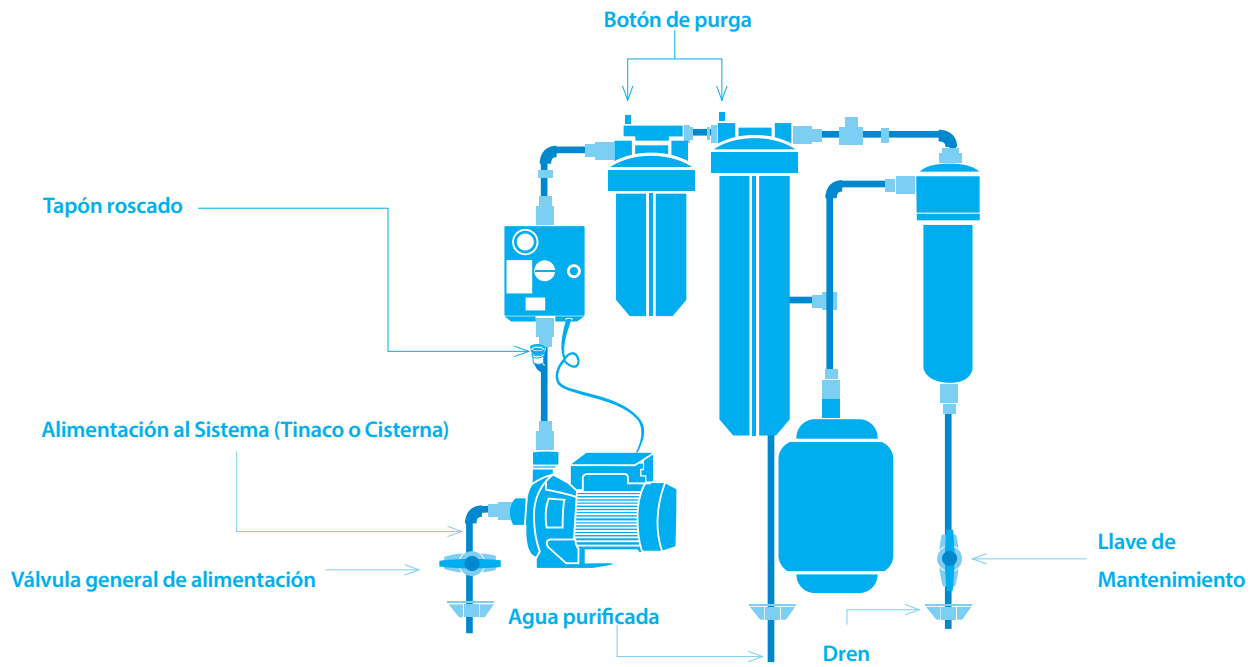 Botón de purga
Tapón roscado
Alimentación al Sistema (Tinaco o Cisterna)
Válvula general de alimentación
Agua purificada
Dren
Llave de
Mantenimiento